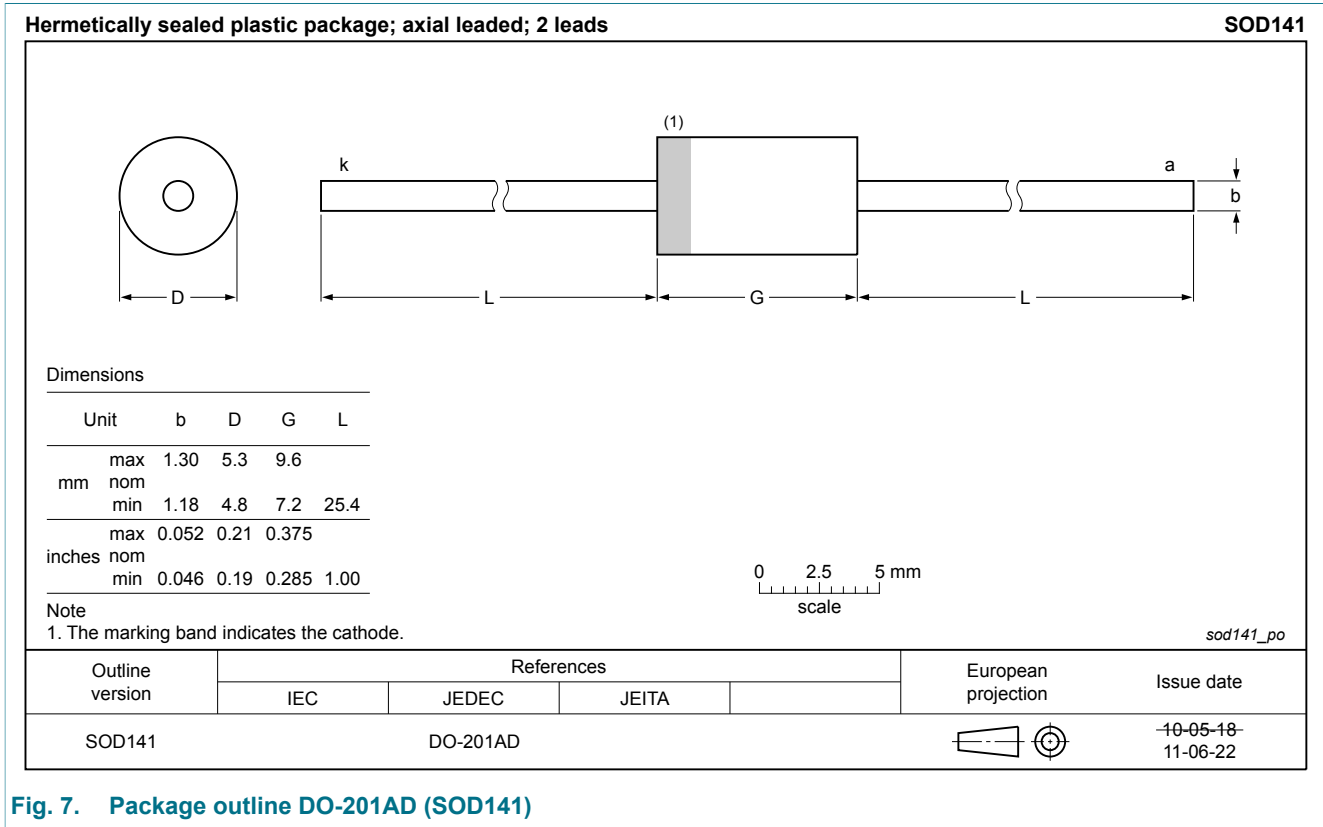 Hermetically sealed plastic package; axial leaded; 2 leads SOD141
(1)
k a
b
D L G L
Dimensions
Unit b D G L
max 1.30 5.3 9.6
mm nom
min 1.18 4.8 7.2 25.4
max 0.052 0.21 0.375
inches nom
min 0.046 0.19 0.285 1.00
0 2.5 5 mm
scale
Note
1. The marking band indicates the cathode.
sod141_po
Outline version References European projection Issue date
IEC JEDEC JEITA
SOD141 DO-201AD 10-05-18
11-06-22
Fig. 7. Package outline DO-201AD (SOD141)